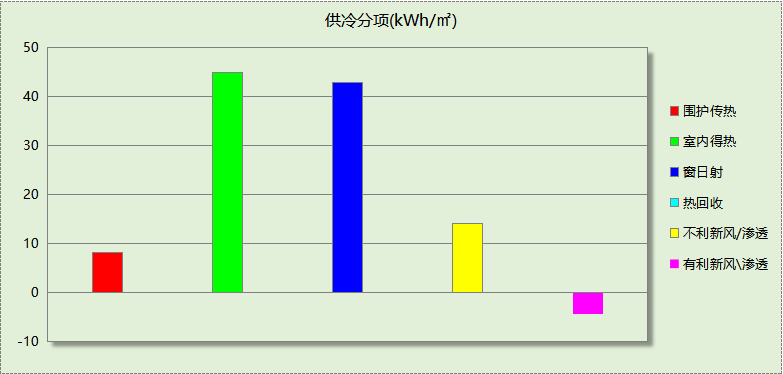 供冷分项(kWh/㎡)
50
40
30
20
10
0
-10
围护传热
室内得热
窗日射
热回收
不利新风/渗透
有利新风\渗透